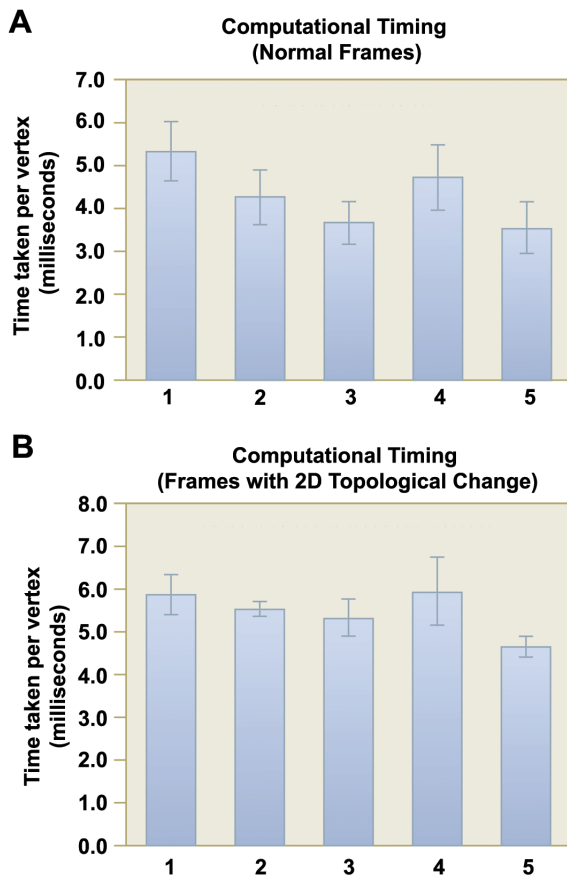 A
Computational Timing
(Normal Frames)
Time taken per vertex
(milliseconds)
7.0
6.0
5.0
4.0
3.0
2.0
1.0
0.0
1 2 3 4 5
B
Computational Timing
(Frames with 2D Topological Change)
Time taken per vertex
(milliseconds)
8.0
7.0
6.0
5.0
4.0
3.0
2.0
1.0
0.0
1 2 3 4 5